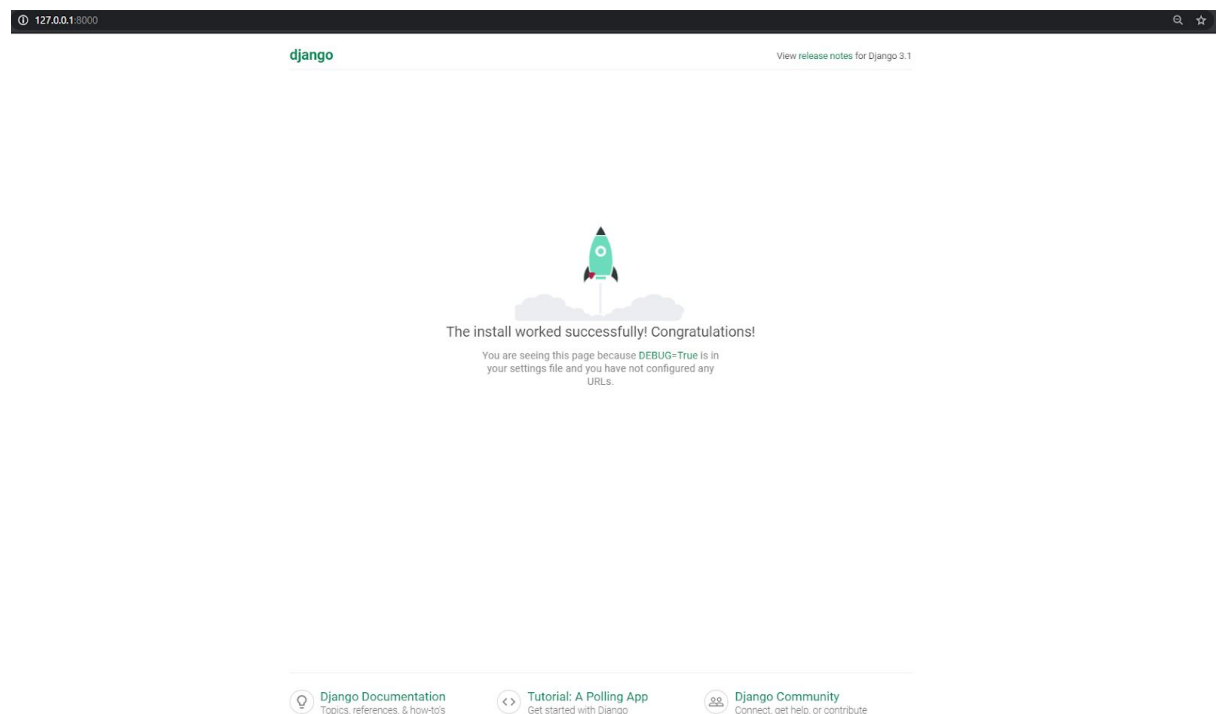 127.0.0.1:8000
django
View release notes for Django 3.1
The install worked successfully! Congratulations!
You are seeing this page because DEBUG=True is in
your settings file and you have not configured any
URLs.
Django Documentation
Topics, references, & how-to's
Tutorial: A Polling App
Get started with Django
Django Community
Connect, get help, or contribute